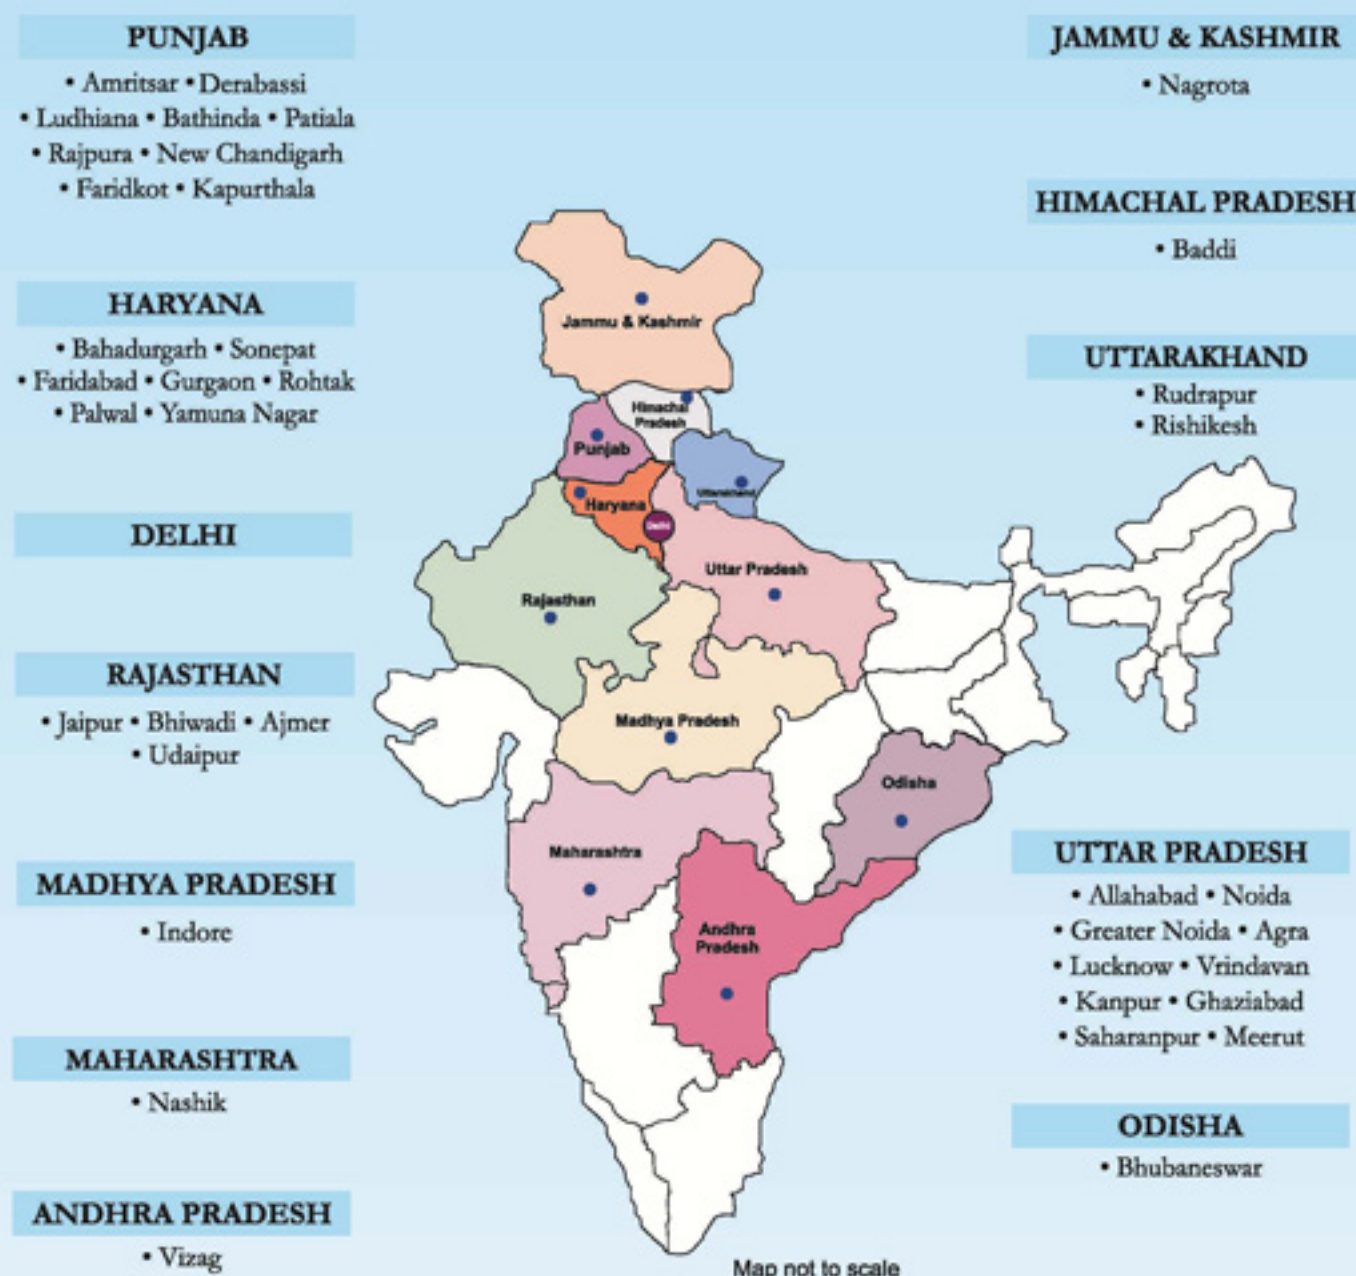 PUNJAB
• Amritsar • Derabassi
• Ludhiana • Bathinda • Patiala
• Rajpura • New Chandigarh
• Faridkot • Kapurthala
HARYANA
• Bahadurgarh • Sonepat
• Faridabad • Gurgaon • Rohtak
• Palwal • Yamuna Nagar
DELHI
RAJASTHAN
• Jaipur • Bhiwadi • Ajmer
• Udaipur
MADHYA PRADESH
• Indore
MAHARASHTRA
• Nashik
ANDHRA PRADESH
• Vizag
Jammu & Kashmir
Himachal
Pradesh
Punjab
Uttarakhand
Haryana
Delhi
Uttar Pradesh
Rajasthan
Madhya Pradesh
Odisha
Maharashtra
Andhra
Pradesh
Map not to scale
JAMMU & KASHMIR
• Nagrota
HIMACHAL PRADESH
• Baddi
UTTARAKHAND
• Rudrapur
• Rishikesh
UTTAR PRADESH
• Allahabad • Noida
• Greater Noida • Agra
• Lucknow • Vrindavan
• Kanpur • Ghaziabad
• Saharanpur • Meerut
ODISHA
• Bhubaneswar